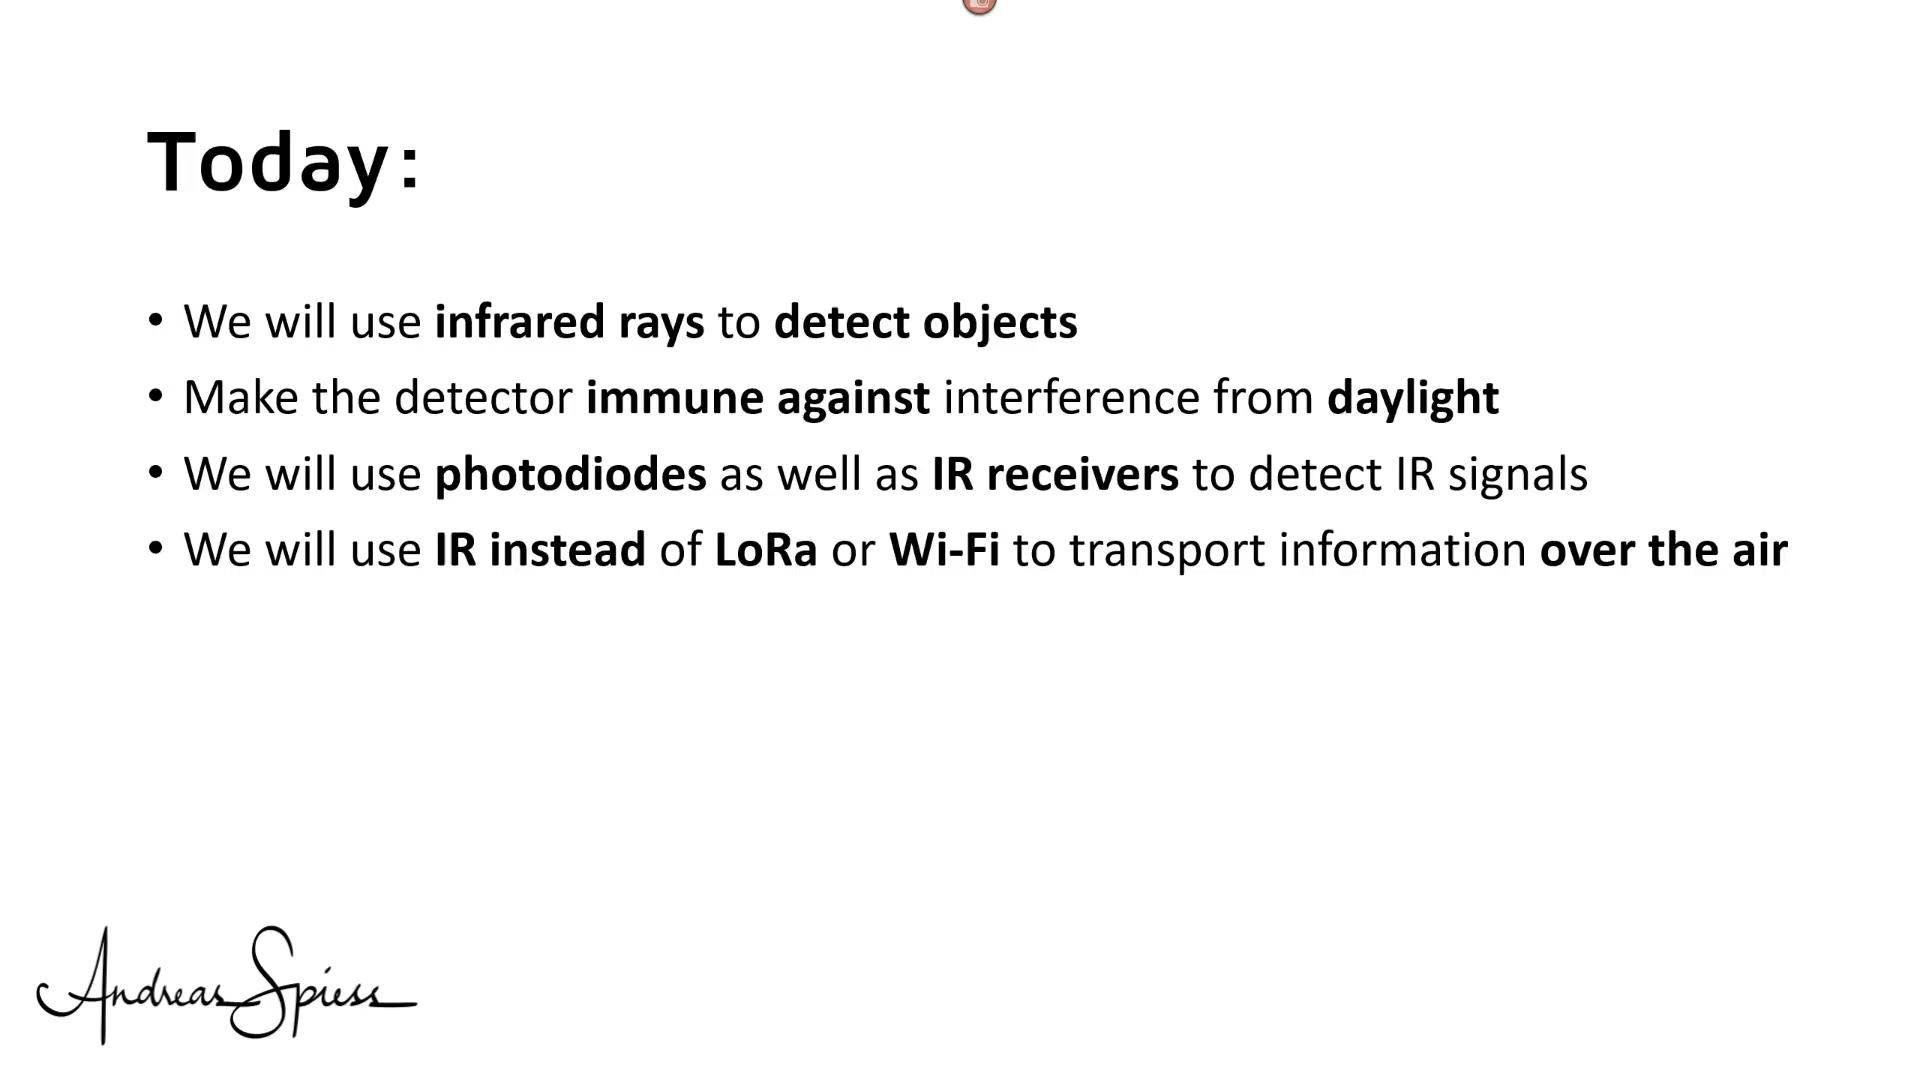 Today:
• We will use infrared rays to detect objects
• Make the detector immune against interference from daylight
• We will use photodiodes as well as IR receivers to detect IR signals
• We will use IR instead of LoRa or Wi-Fi to transport information over the air
Andreas Spiess